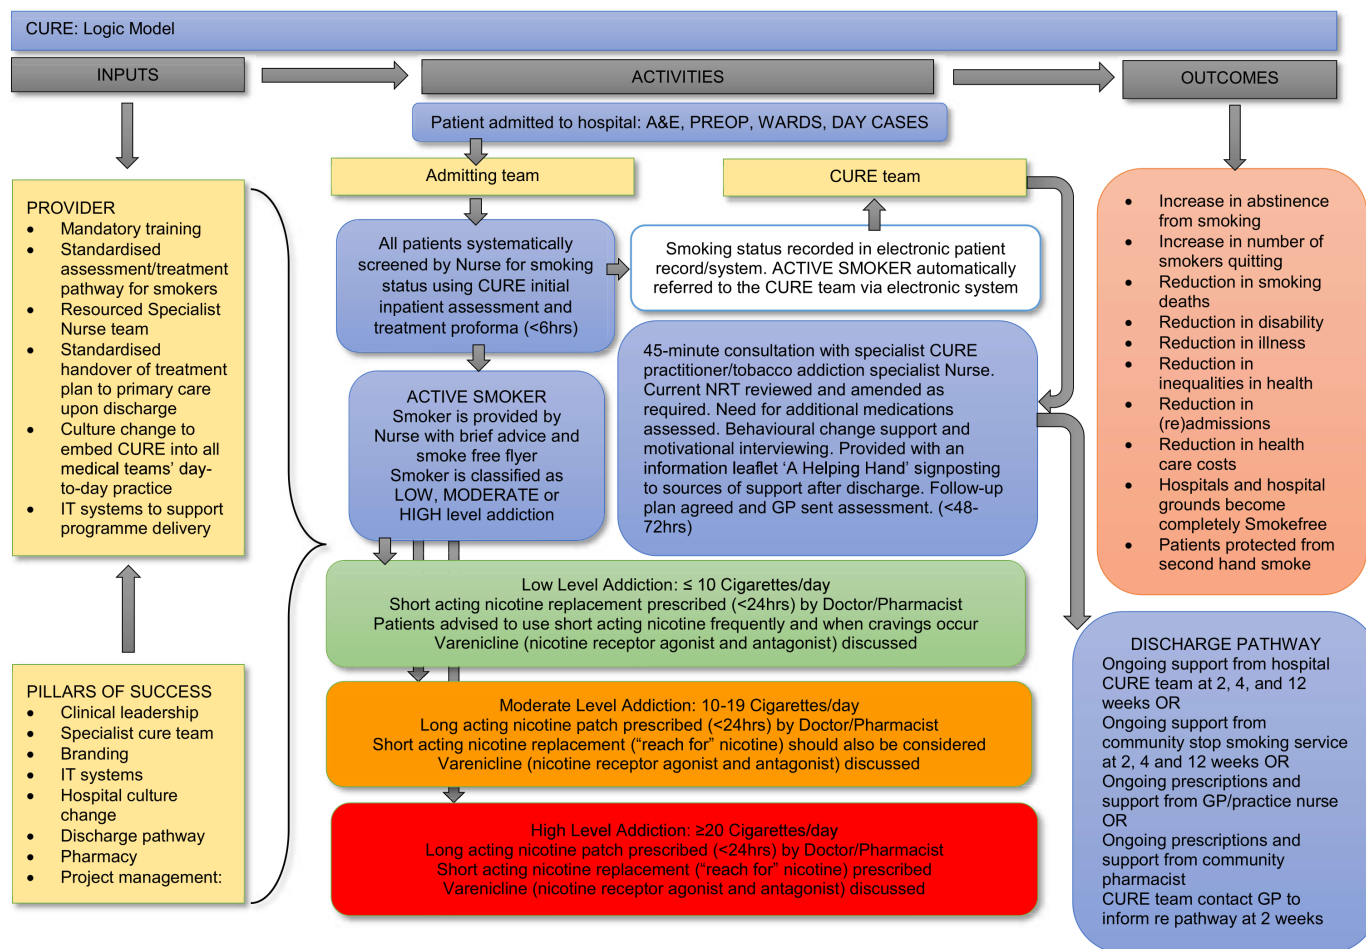 CURE: Logic Model
INPUTS
ACTIVITIES
OUTCOMES
Patient admitted to hospital: A&E, PREOP, WARDS, DAY CASES
Admitting team
CURE team
PROVIDER
• Mandatory training
• Standardised
assessment/treatment
pathway for smokers
• Resourced Specialist
Nurse team
• Standardised
handover of treatment
plan to primary care
upon discharge
• Culture change to
embed CURE into all
medical teams’ day-
to-day practice
• IT systems to support
programme delivery
PILLARS OF SUCCESS
• Clinical leadership
• Specialist cure team
• Branding
• IT systems
• Hospital culture
change
• Discharge pathway
• Pharmacy
• Project management:
All patients systematically
screened by Nurse for smoking
status using CURE initial
inpatient assessment and
treatment proforma (<6hrs)
Smoking status recorded in electronic patient
record/system. ACTIVE SMOKER automatically
referred to the CURE team via electronic system
ACTIVE SMOKER
Smoker is provided by
Nurse with brief advice and
smoke free flyer
Smoker is classified as
LOW, MODERATE or
HIGH level addiction
45-minute consultation with specialist CURE
practitioner/tobacco addiction specialist Nurse.
Current NRT reviewed and amended as
required. Need for additional medications
assessed. Behavioural change support and
motivational interviewing. Provided with an
information leaflet ‘A Helping Hand’ signposting
to sources of support after discharge. Follow-up
plan agreed and GP sent assessment. (<48-
72hrs)
Low Level Addiction: ≤ 10 Cigarettes/day
Short acting nicotine replacement prescribed (<24hrs) by Doctor/Pharmacist
Patients advised to use short acting nicotine frequently and when cravings occur
Varenicline (nicotine receptor agonist and antagonist) discussed
Moderate Level Addiction: 10-19 Cigarettes/day
Long acting nicotine patch prescribed (<24hrs) by Doctor/Pharmacist
Short acting nicotine replacement (“reach for” nicotine) should also be considered
Varenicline (nicotine receptor agonist and antagonist) discussed
High Level Addiction: ≥20 Cigarettes/day
Long acting nicotine patch prescribed (<24hrs) by Doctor/Pharmacist
Short acting nicotine replacement (“reach for” nicotine) prescribed
Varenicline (nicotine receptor agonist and antagonist) discussed
• Increase in abstinence
from smoking
• Increase in number of
smokers quitting
• Reduction in smoking
deaths
• Reduction in disability
• Reduction in illness
• Reduction in
inequalities in health
• Reduction in
(re)admissions
• Reduction in health
care costs
• Hospitals and hospital
grounds become
completely Smokefree
• Patients protected from
second hand smoke
DISCHARGE PATHWAY
Ongoing support from hospital
CURE team at 2, 4, and 12
weeks OR
Ongoing support from
community stop smoking service
at 2, 4 and 12 weeks OR
Ongoing prescriptions and
support from GP/practice nurse
OR
Ongoing prescriptions and
support from community
pharmacist
CURE team contact GP to
inform re pathway at 2 weeks